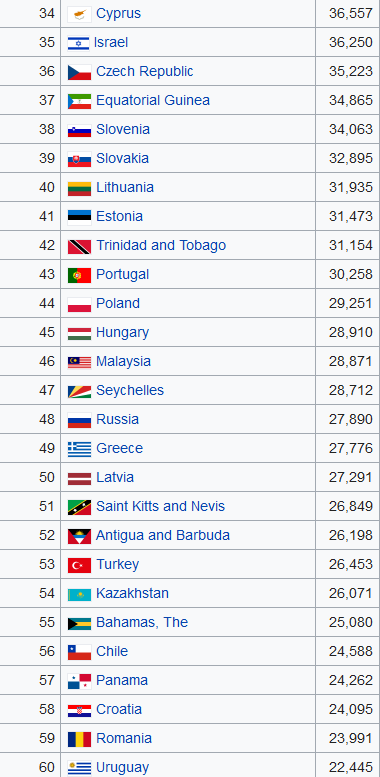 34 Cyprus 36,557
35 Israel 36,250
36 Czech Republic 35,223
37 Equatorial Guinea 34,865
38 Slovenia 34,063
39 Slovakia 32,895
40 Lithuania 31,935
41 Estonia 31,473
42 Trinidad and Tobago 31,154
43 Portugal 30,258
44 Poland 29,251
45 Hungary 28,910
46 Malaysia 28,871
47 Seychelles 28,712
48 Russia 27,890
49 Greece 27,776
50 Latvia 27,291
51 Saint Kitts and Nevis 26,849
52 Antigua and Barbuda 26,198
53 Turkey 26,453
54 Kazakhstan 26,071
55 Bahamas, The 25,080
56 Chile 24,588
57 Panama 24,262
58 Croatia 24,095
59 Romania 23,991
60 Uruguay 22,445